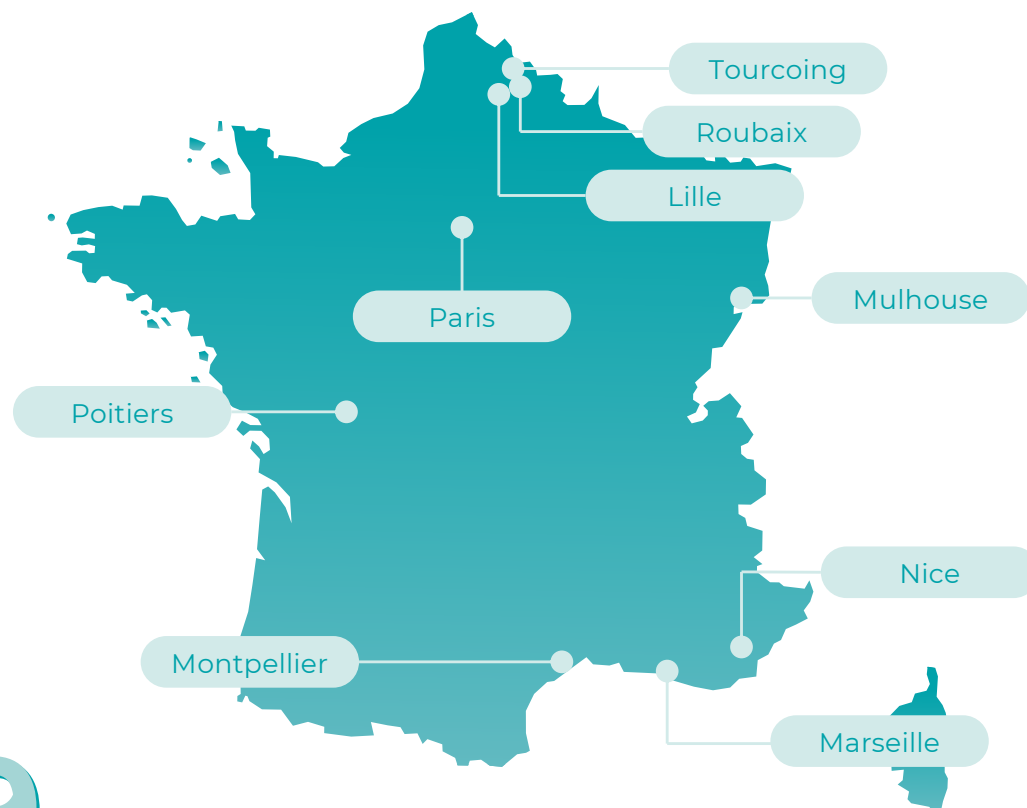 Tourcoing
Roubaix
Lille
Mulhouse
Paris
Poitiers
Nice
Montpellier
Marseille